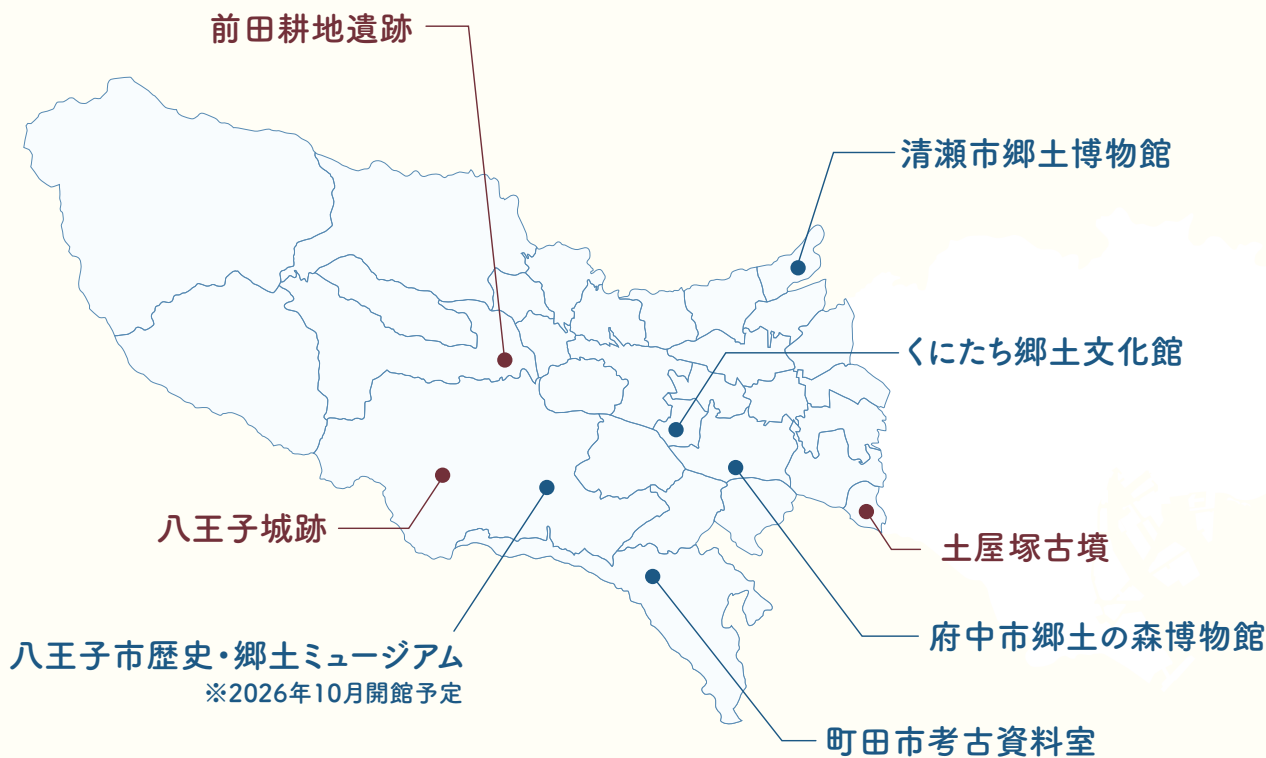 前田耕地遺跡
清瀬市郷土博物館
くにたち郷土文化館
八王子城跡
土屋塚古墳
府中市郷土の森博物館
八王子市歴史・郷土ミュージアム
※2026年10月開館予定
町田市考古資料室